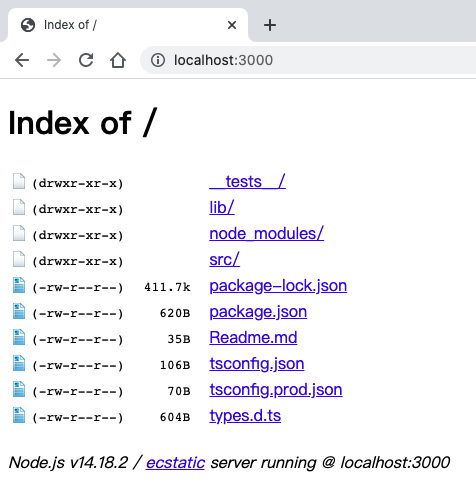 Index of /
localhost:3000
Index of /
(drwxr-xr-x) __tests__/
(drwxr-xr-x) lib/
(drwxr-xr-x) node_modules/
(drwxr-xr-x) src/
(-rw-r--r--) 411.7k package-lock.json
(-rw-r--r--) 620B package.json
(-rw-r--r--) 35B Readme.md
(-rw-r--r--) 106B tsconfig.json
(-rw-r--r--) 70B tsconfig.prod.json
(-rw-r--r--) 604B types.d.ts
Node.js v14.18.2 / ecstatic server running @ localhost:3000